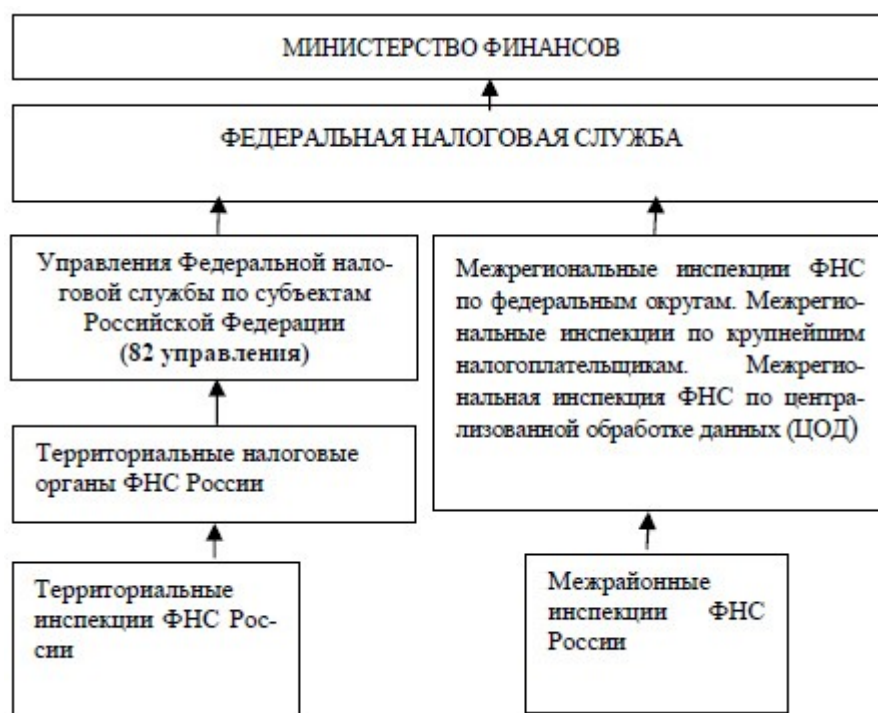 МИНИСТЕРСТВО ФИНАНСОВ
ФЕДЕРАЛЬНАЯ НАЛОГОВАЯ СЛУЖБА
Управления Федеральной нало-
говой службы по субъектам
Российской Федерации
(82 управления)
Межрегиональные инспекции ФНС
по федеральным округам. Межрегио-
нальные инспекции по крупнейшим
налогоплательщикам. Межрегио-
нальная инспекция ФНС по центра-
лизованной обработке данных (ЦОД)
Территориальные налоговые
органы ФНС России
Территориальные
инспекции ФНС Рос-
сии
Межрайонные
инспекции ФНС
России